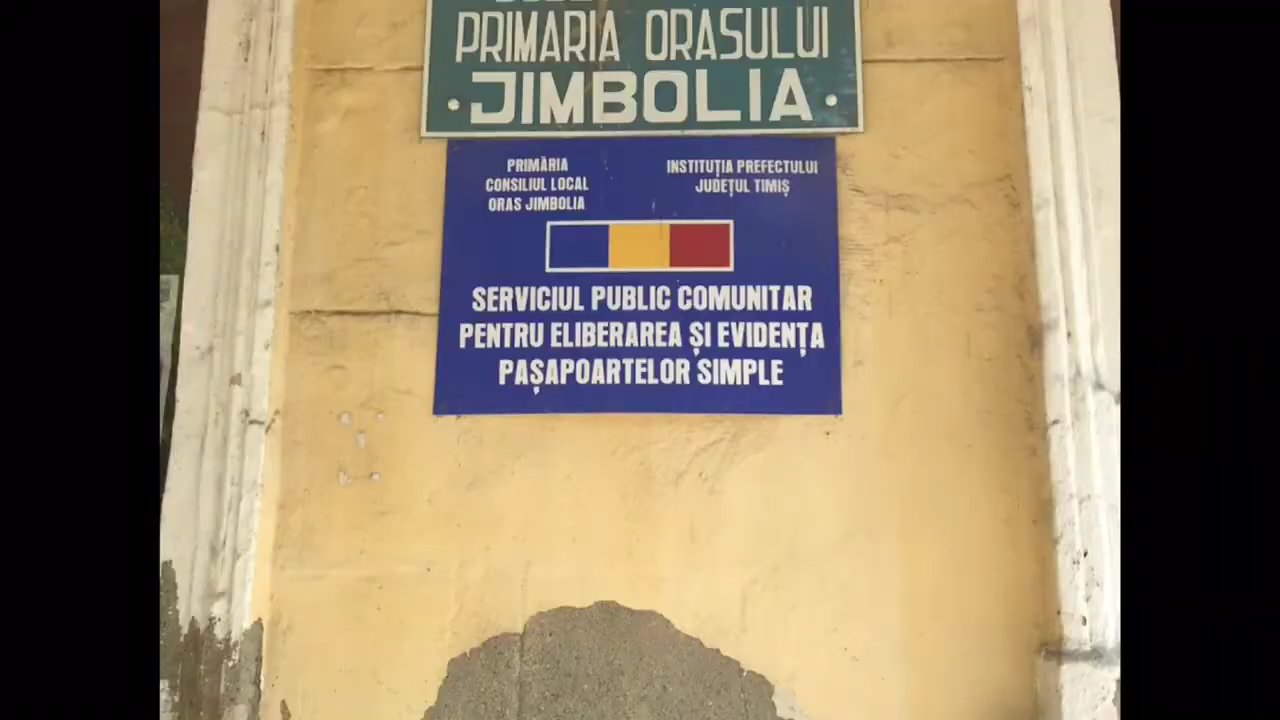 PRIMARIA ORASULUI
JIMBOLIA
PRIMĂRIA
CONSILIUL LOCAL
ORAS JIMBOLIA
INSTITUȚIA PREFECTULUI
JUDEȚUL TIMIȘ
SERVICIUL PUBLIC COMUNITAR
PENTRU ELIBERAREA ȘI EVIDENȚA
PAȘAPOARTELOR SIMPLE